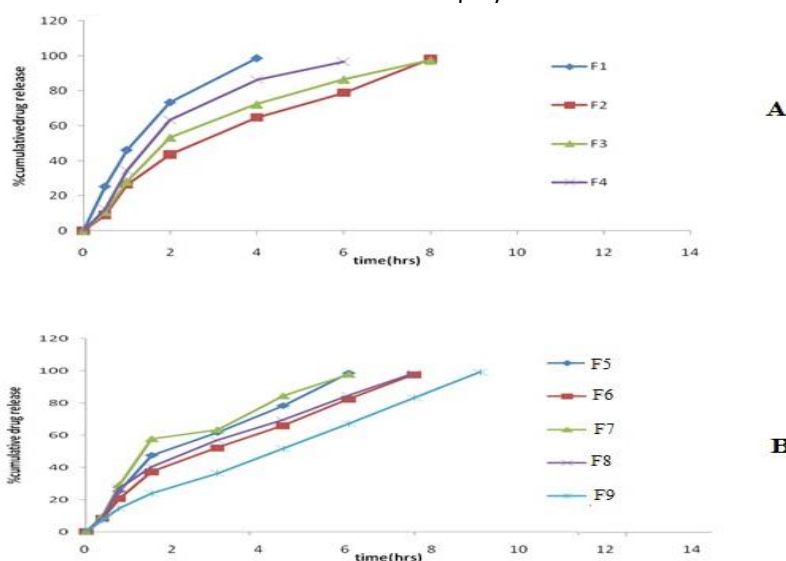 120
100
80
60
40
20
0
%cumulativedrug release
0 2 4 6 8 10 12 14
time(hrs)
F1
F2
F3
F4
A
120
100
80
60
40
20
0
%cumulative drug release
0 2 4 6 8 10 12 14
time(hrs)
F5
F6
F7
F8
F9
B